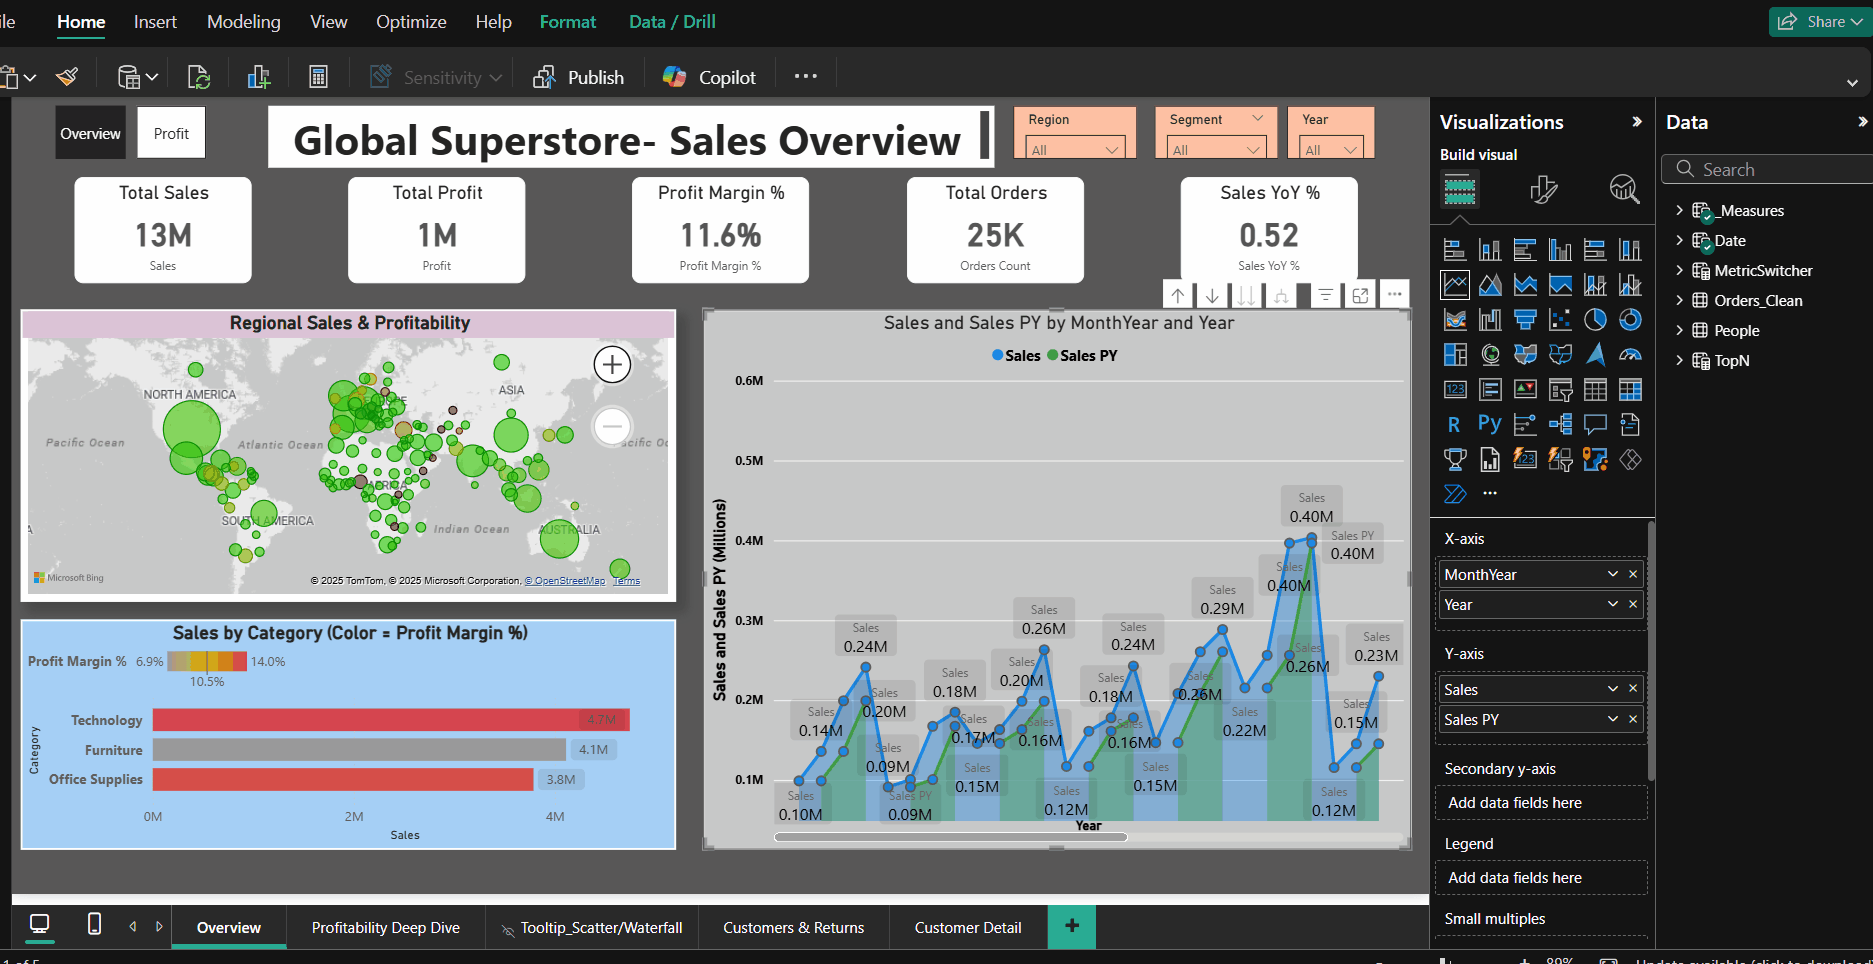 Home Insert Modeling View Optimize Help Format Data / Drill
Share
Sensitivity
Publish
Copilot
Overview
Profit
Global Superstore- Sales Overview
Region
All
Segment
All
Year
All
Total Sales
13M
Sales
Total Profit
1M
Profit
Profit Margin %
11.6%
Profit Margin %
Total Orders
25K
Orders Count
Sales YoY %
0.52
Sales YoY %
Regional Sales & Profitability
NORTH AMERICA
ASIA
Pacific Ocean
Atlantic Ocean
AFRICA
SOUTH AMERICA
Indian Ocean
AUSTRALIA
Microsoft Bing
© 2025 TomTom, © 2025 Microsoft Corporation, © OpenStreetMap Terms
Sales by Category (Color = Profit Margin %)
Profit Margin % 6.9% 14.0%
10.5%
Category
Technology 4.7M
Furniture 4.1M
Office Supplies 3.8M
0M 2M 4M
Sales
Sales and Sales PY by MonthYear and Year
Sales Sales PY
Sales and Sales PY (Millions)
0.6M
0.5M
0.4M
0.3M
0.2M
0.1M
Sales
0.10M
Sales
0.14M
Sales
0.24M
Sales
0.20M
Sales
0.09M
Sales PY
0.09M
Sales
0.18M
Sales
0.17M
Sales
0.15M
Sales
0.20M
Sales
0.26M
Sales
0.16M
Sales
0.12M
Sales
0.18M
Sales
0.24M
Sales
0.16M
Sales
0.15M
Sales
0.26M
Sales
0.29M
Sales
0.22M
Sales
0.40M
Sales
0.40M
Sales PY
0.40M
Sales
0.26M
Sales
0.12M
Sales
0.15M
Sales
0.23M
Year
Visualizations
Build visual
R
Py
123
123
X-axis
MonthYear
Year
Y-axis
Sales
Sales PY
Secondary y-axis
Add data fields here
Legend
Add data fields here
Small multiples
Data
Search
_Measures
Date
MetricSwitcher
Orders_Clean
People
TopN
Overview
Profitability Deep Dive
Tooltip_Scatter/Waterfall
Customers & Returns
Customer Detail
1 of 5
89%
Update available (click to download)